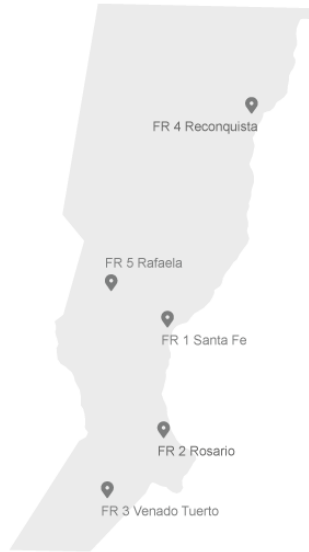 FR 4 Reconquista
FR 5 Rafaela
FR 1 Santa Fe
FR 2 Rosario
FR 3 Venado Tuerto